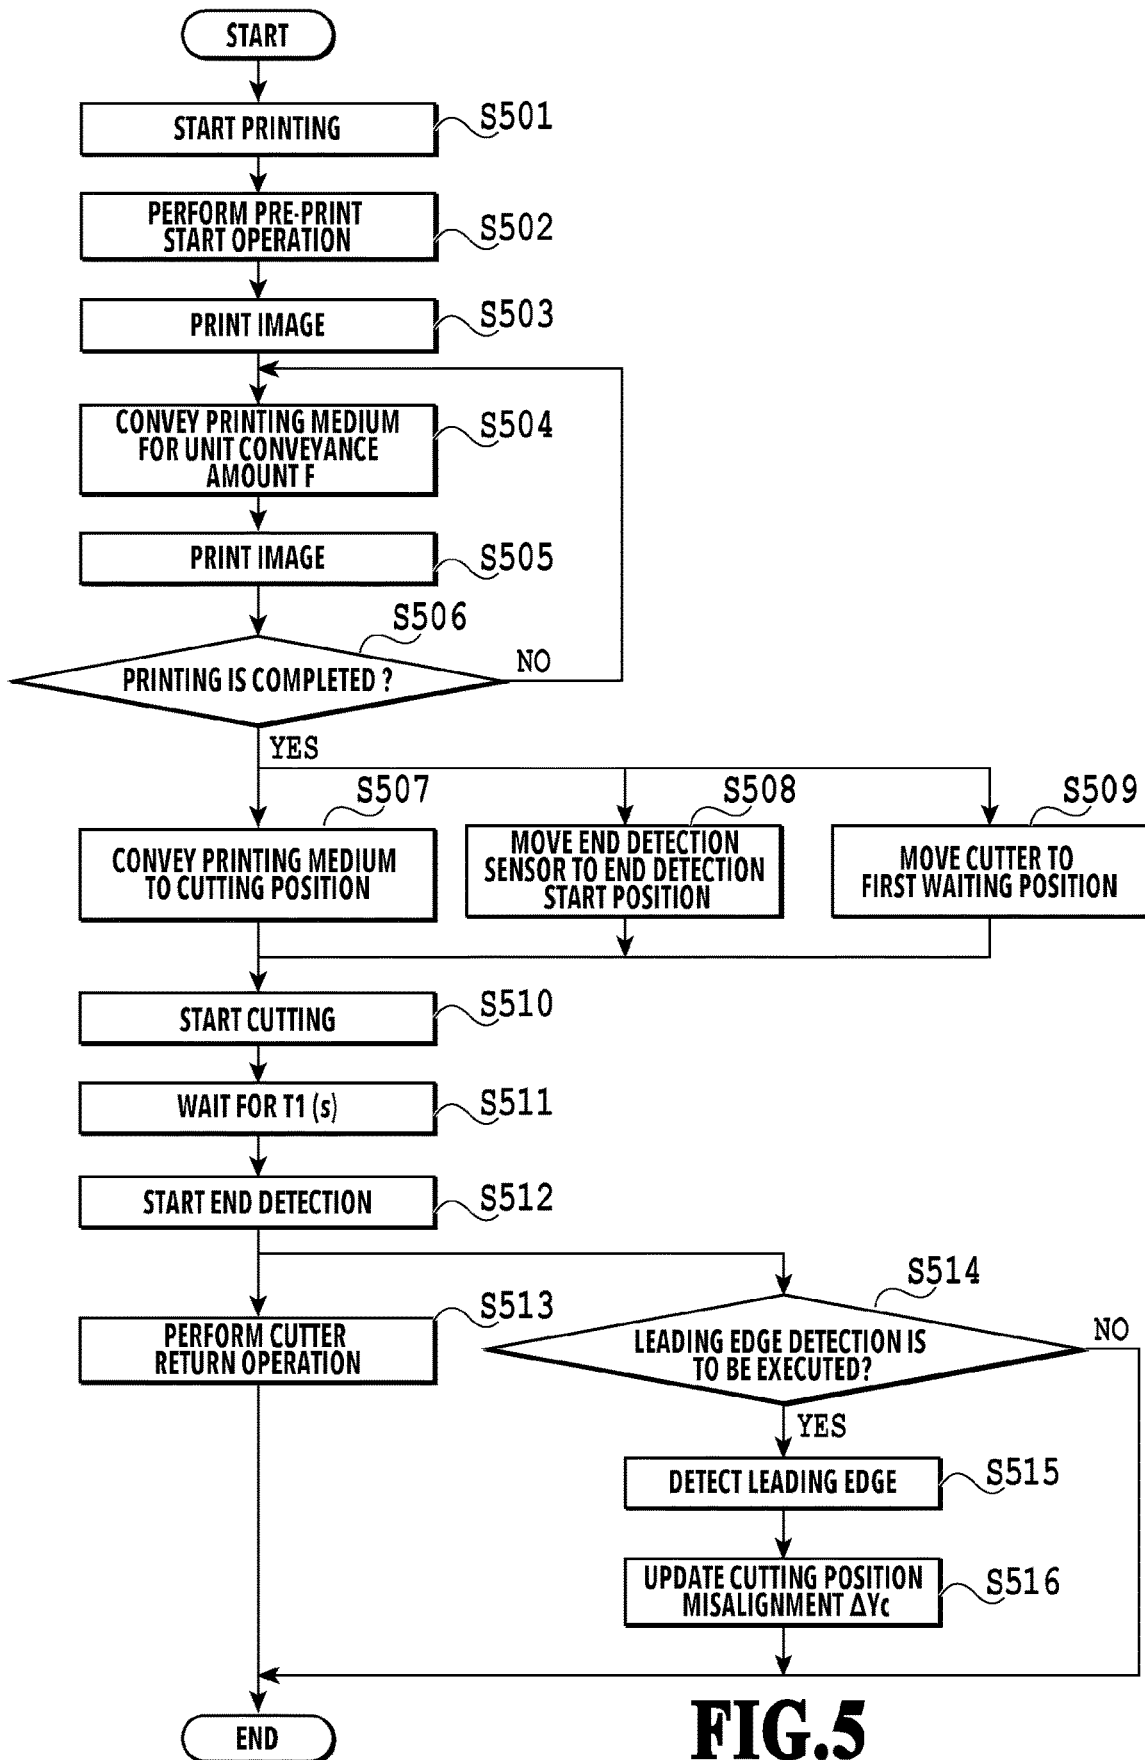 START
START PRINTING
S501
PERFORM PRE-PRINT
START OPERATION
S502
PRINT IMAGE
S503
CONVEY PRINTING MEDIUM
FOR UNIT CONVEYANCE
AMOUNT F
S504
PRINT IMAGE
S505
S506
PRINTING IS COMPLETED ?
NO
YES
S507
CONVEY PRINTING MEDIUM
TO CUTTING POSITION
S508
MOVE END DETECTION
SENSOR TO END DETECTION
START POSITION
S509
MOVE CUTTER TO
FIRST WAITING POSITION
START CUTTING
S510
WAIT FOR T1 (s)
S511
START END DETECTION
S512
PERFORM CUTTER
RETURN OPERATION
S513
S514
LEADING EDGE DETECTION IS
TO BE EXECUTED?
NO
YES
DETECT LEADING EDGE
S515
UPDATE CUTTING POSITION
MISALIGNMENT ΔYc
S516
END
FIG.5